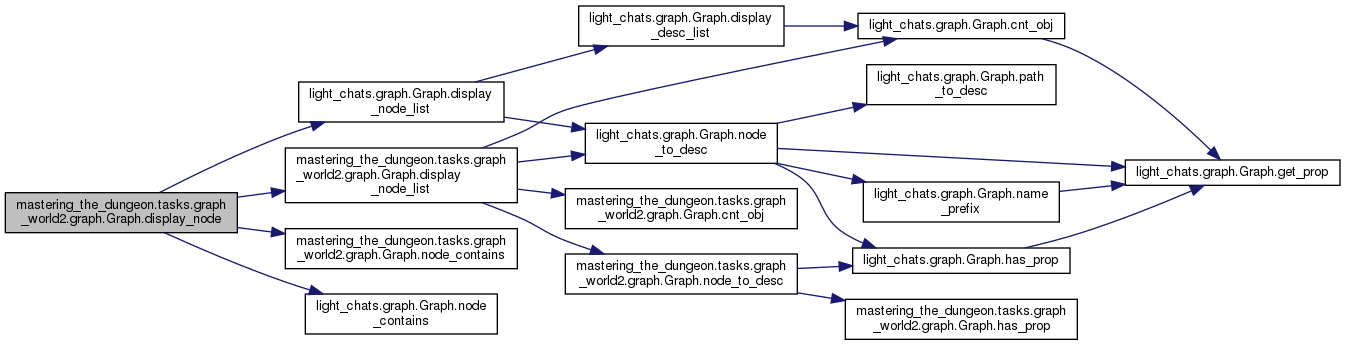 mastering_the_dungeon.tasks.graph
_world2.graph.Graph.display_node
light_chats.graph.Graph.display
_node_list
mastering_the_dungeon.tasks.graph
_world2.graph.Graph.display
_node_list
mastering_the_dungeon.tasks.graph
_world2.graph.Graph.node_contains
light_chats.graph.Graph.node
_contains
light_chats.graph.Graph.display
_desc_list
light_chats.graph.Graph.node
_to_desc
mastering_the_dungeon.tasks.graph
_world2.graph.Graph.cnt_obj
mastering_the_dungeon.tasks.graph
_world2.graph.Graph.node_to_desc
light_chats.graph.Graph.cnt_obj
light_chats.graph.Graph.path
_to_desc
light_chats.graph.Graph.name
_prefix
light_chats.graph.Graph.has_prop
mastering_the_dungeon.tasks.graph
_world2.graph.Graph.has_prop
light_chats.graph.Graph.get_prop